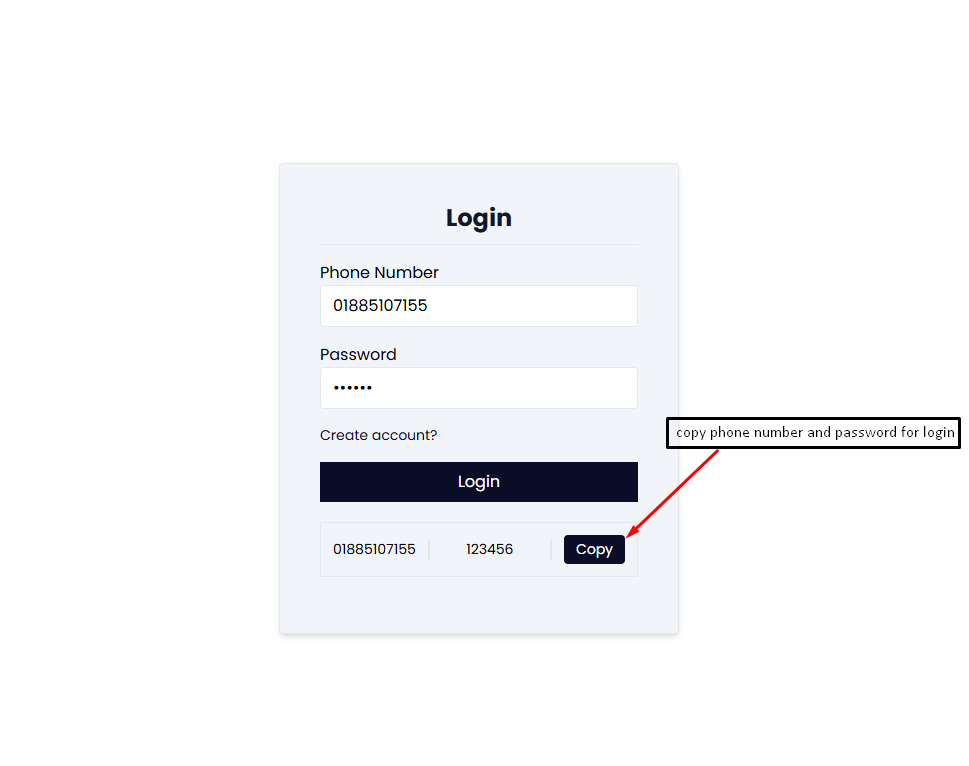 Login
Phone Number
01885107155
Password
••••••
Create account?
copy phone number and password for login
Login
01885107155 123456 Copy